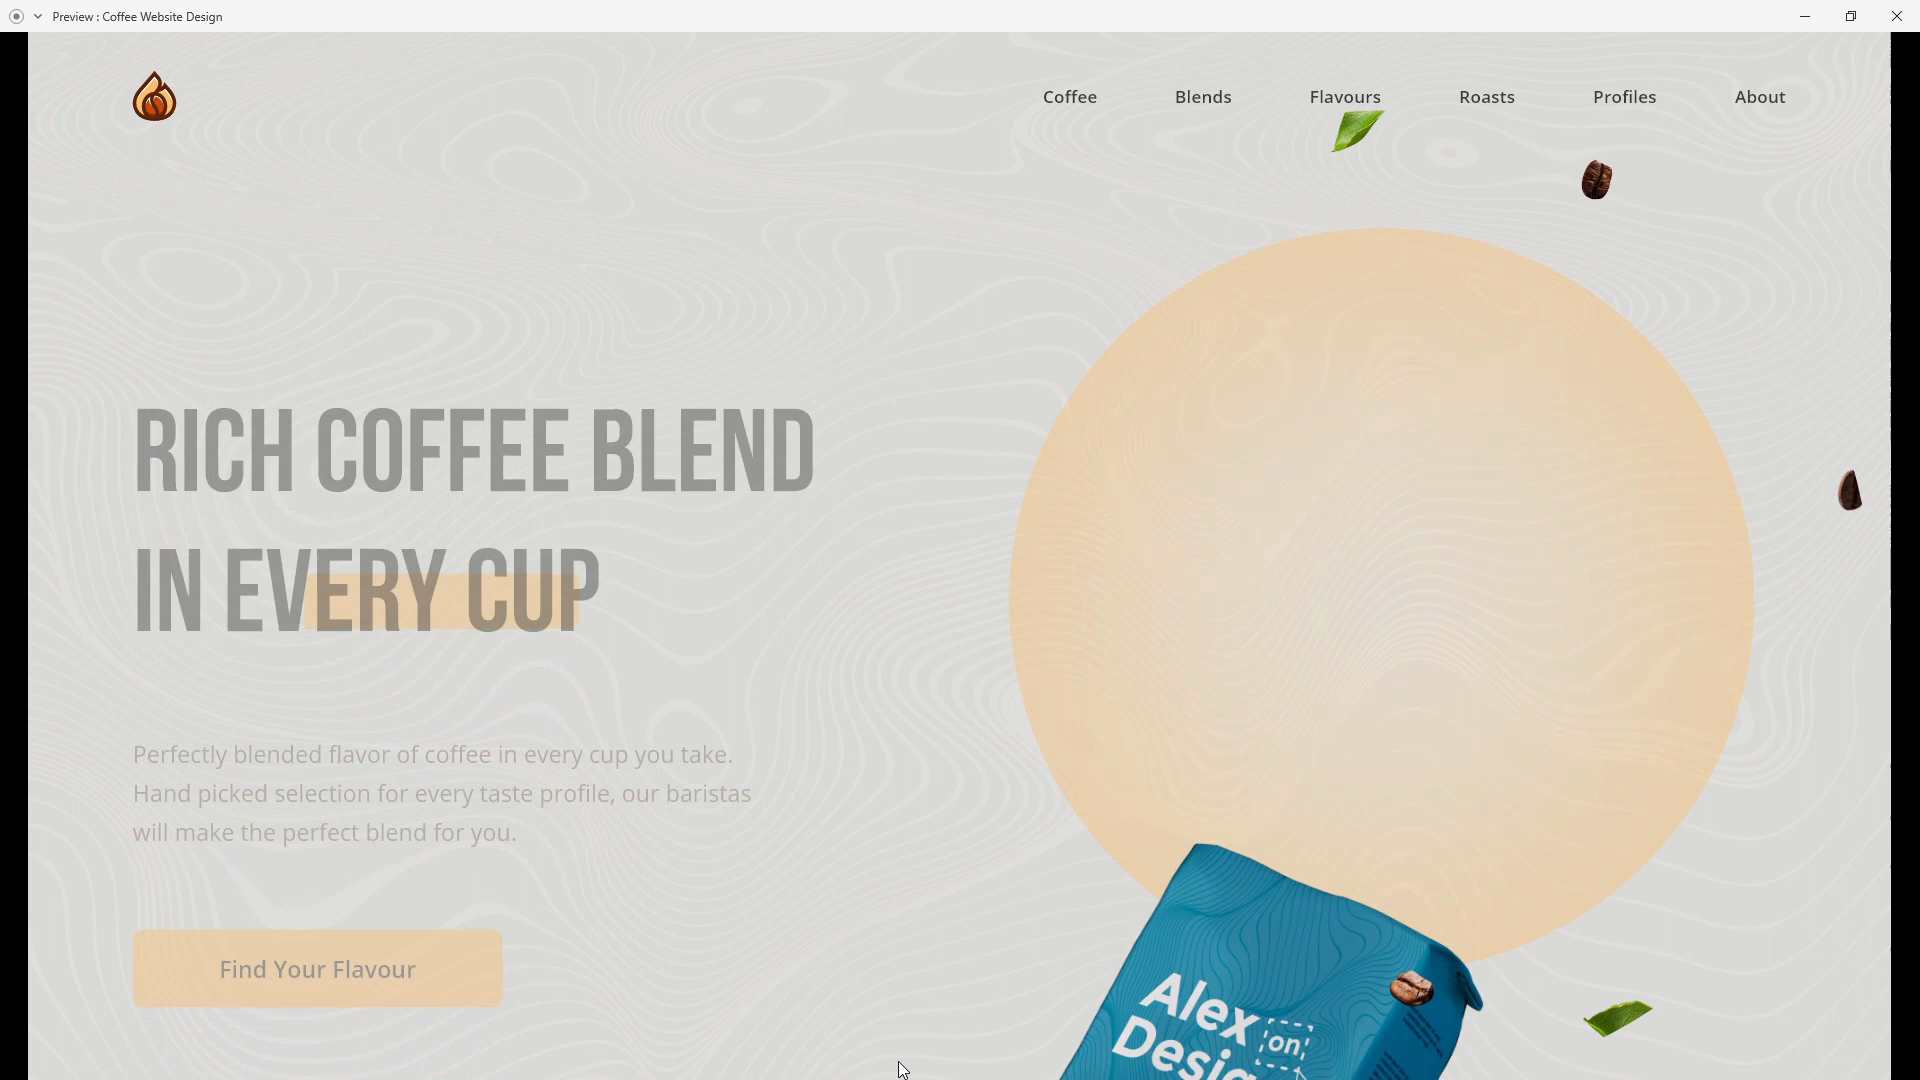 Preview : Coffee Website Design
Coffee Blends Flavours Roasts Profiles About
RICH COFFEE BLEND
IN EVERY CUP
Perfectly blended flavor of coffee in every cup you take.
Hand picked selection for every taste profile, our baristas
will make the perfect blend for you.
Find Your Flavour
Alex
on